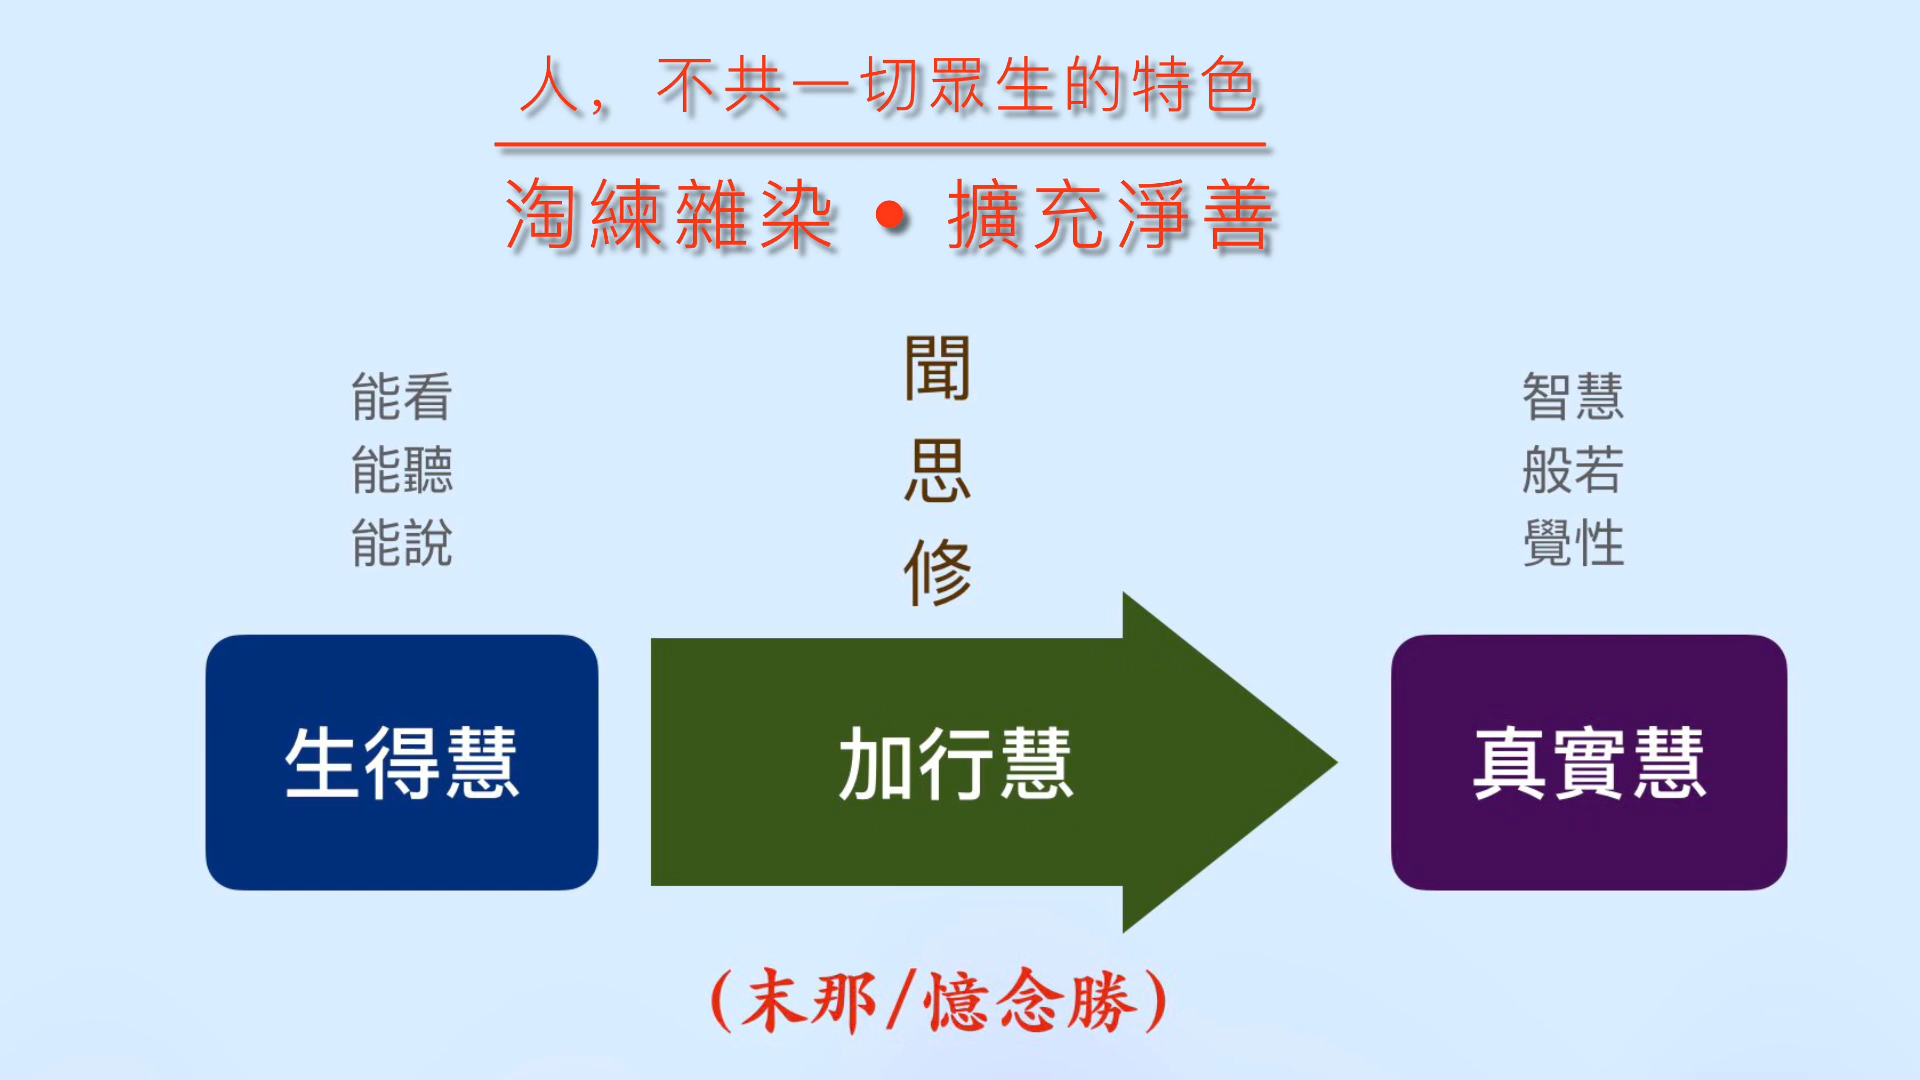 人，不共一切眾生的特色
淘練雜染•擴充淨善
能看
能聽
能說
聞
思
修
智慧
般若
覺性
生得慧
加行慧
真實慧
(末那/憶念勝)